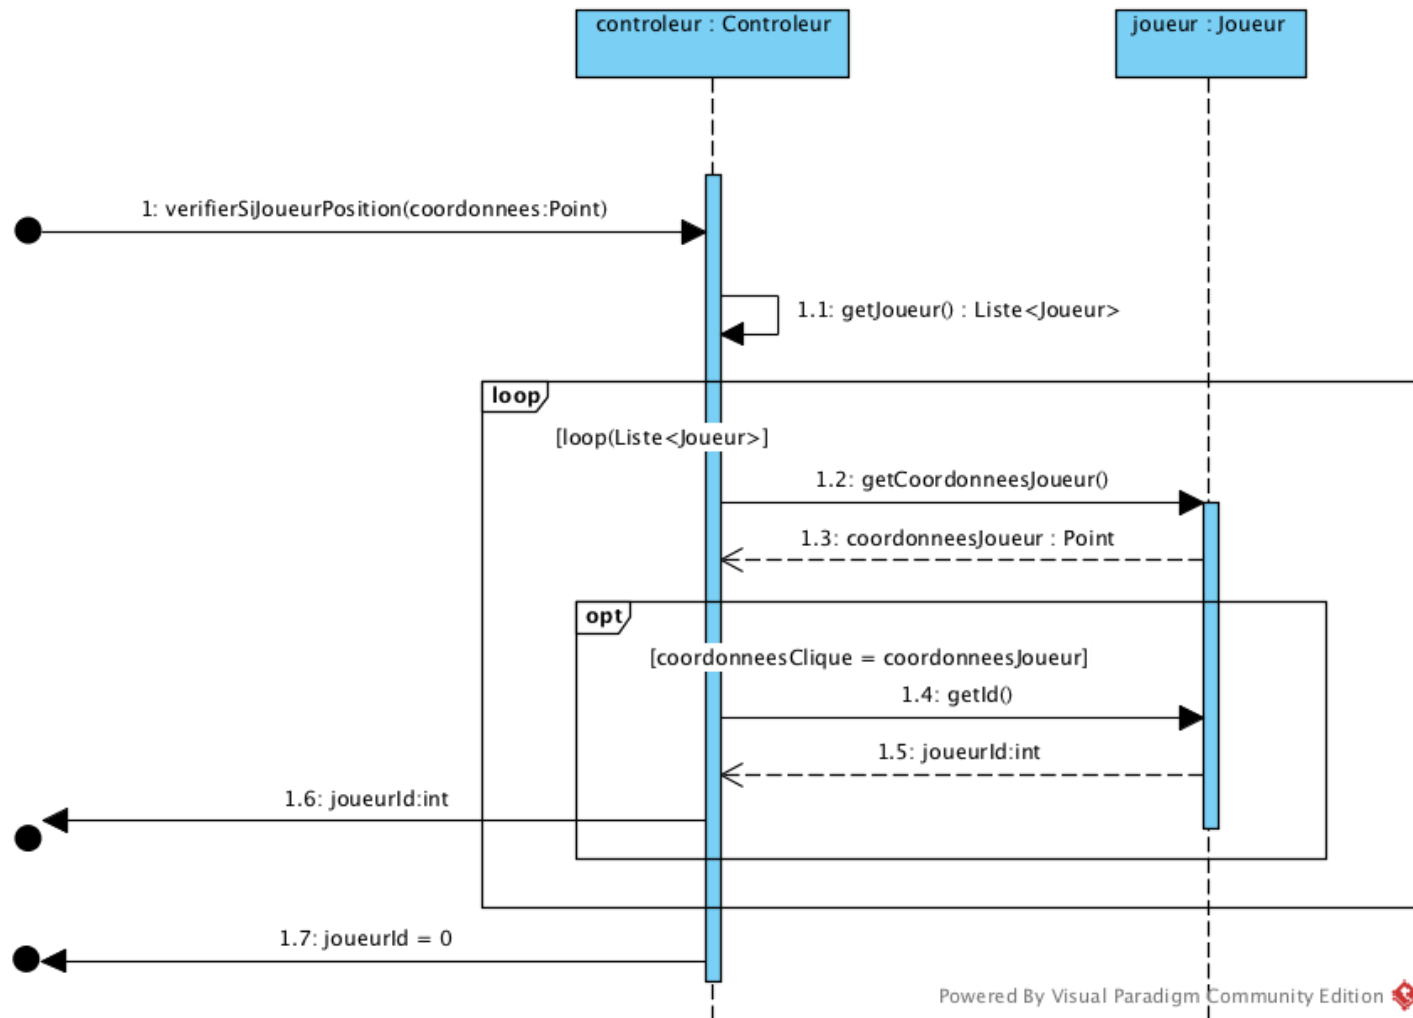 controleur : Controleur
joueur : Joueur
1: verifierSiJoueurPosition(coordonnees:Point)
1.1: getJoueur() : Liste<Joueur>
loop
[loop(Liste<Joueur>]
1.2: getCoordonneesJoueur()
1.3: coordonneesJoueur : Point
opt
[coordonneesClique = coordonneesJoueur]
1.4: getId()
1.5: joueurId:int
1.6: joueurId:int
1.7: joueurId = 0
Powered By Visual Paradigm Community Edition